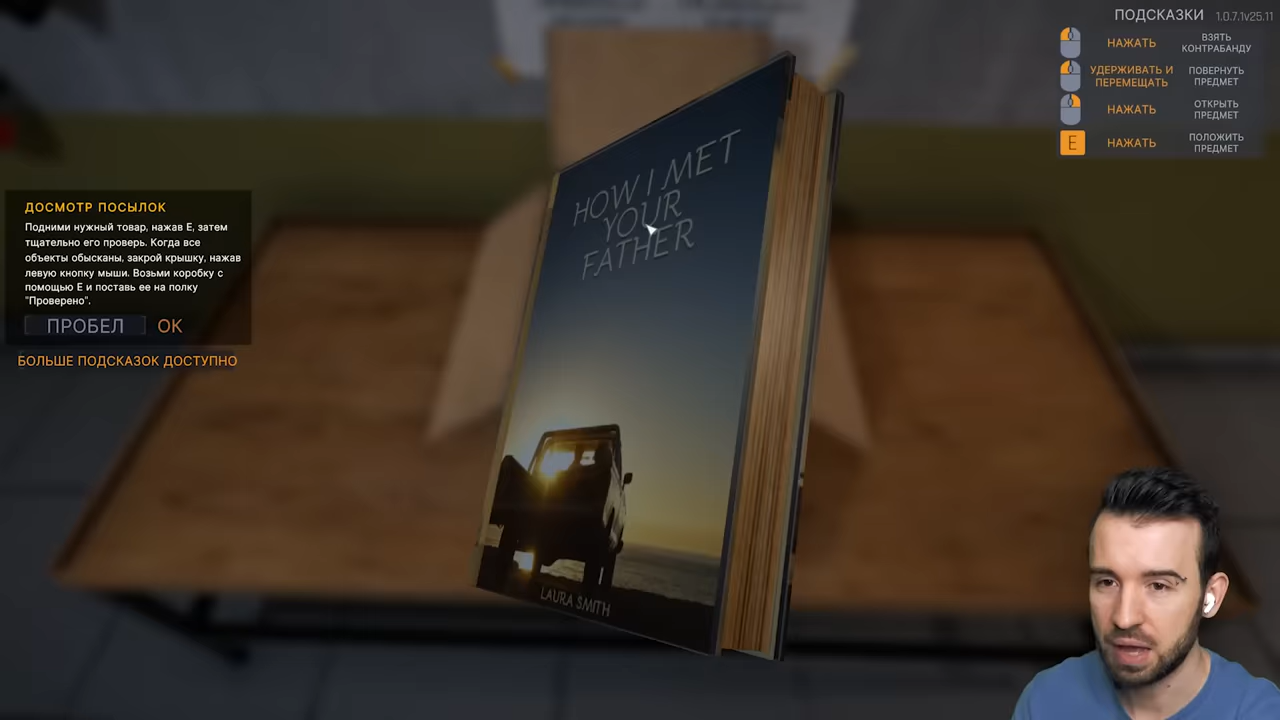 ПОДСКАЗКИ 1.0.7.1v25.11
НАЖАТЬ ВЗЯТЬ КОНТРАБАНДУ
УДЕРЖИВАТЬ И ПЕРЕМЕЩАТЬ ПОВЕРНУТЬ ПРЕДМЕТ
НАЖАТЬ ОТКРЫТЬ ПРЕДМЕТ
E НАЖАТЬ ПОЛОЖИТЬ ПРЕДМЕТ
ДОСМОТР ПОСЫЛОК
Подними нужный товар, нажав E, затем
тщательно его проверь. Когда все
объекты обысканы, закрой крышку, нажав
левую кнопку мыши. Возьми коробку с
помощью E и поставь ее на полку
"Проверено".
ПРОБЕЛ ОК
БОЛЬШЕ ПОДСКАЗОК ДОСТУПНО
HOW I MET
YOUR
FATHER
LAURA SMITH